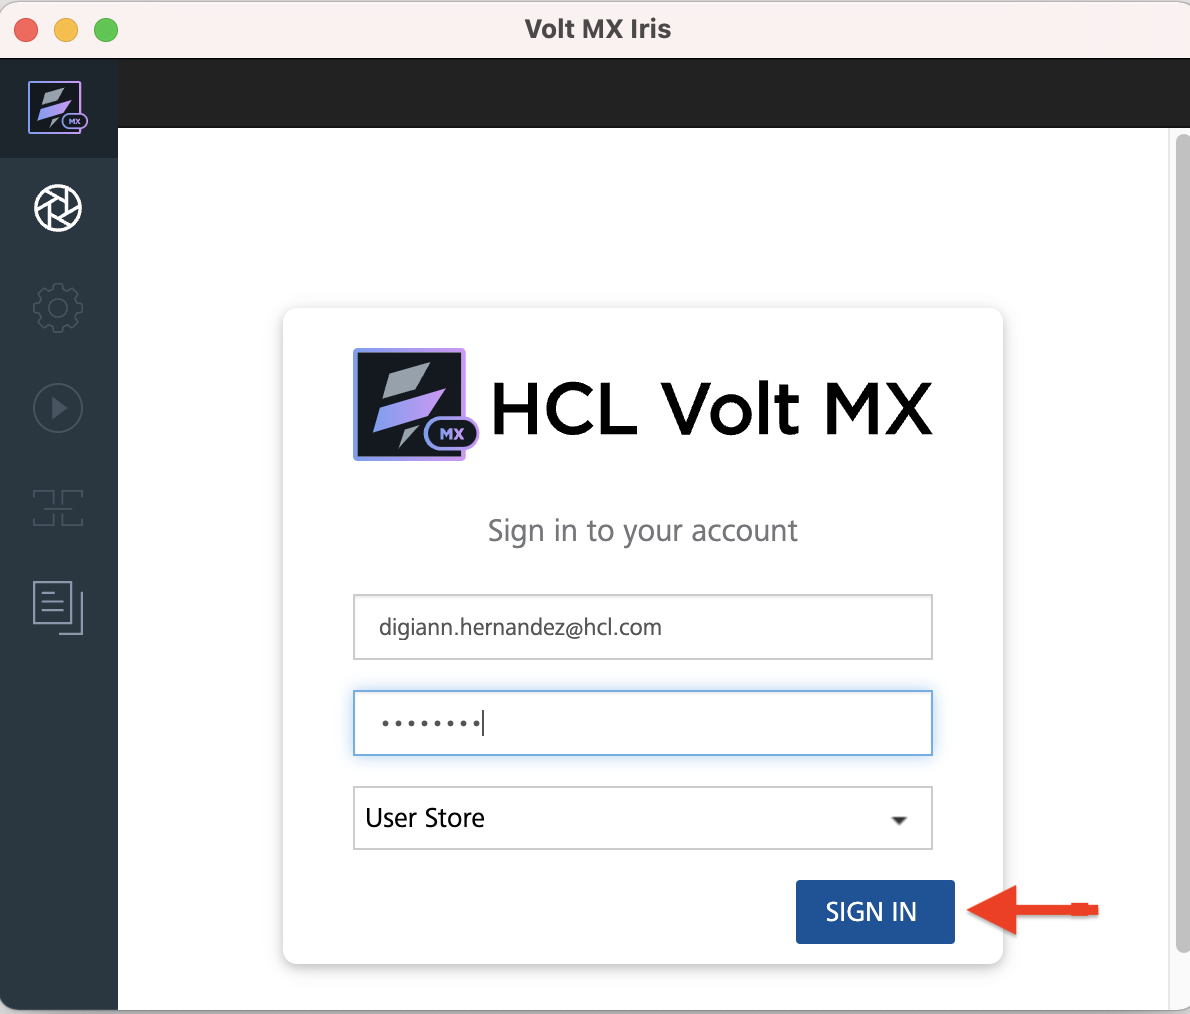 Volt MX Iris
MX
MX
HCL Volt MX
Sign in to your account
digiann.hernandez@hcl.com
••••••••
User Store
SIGN IN